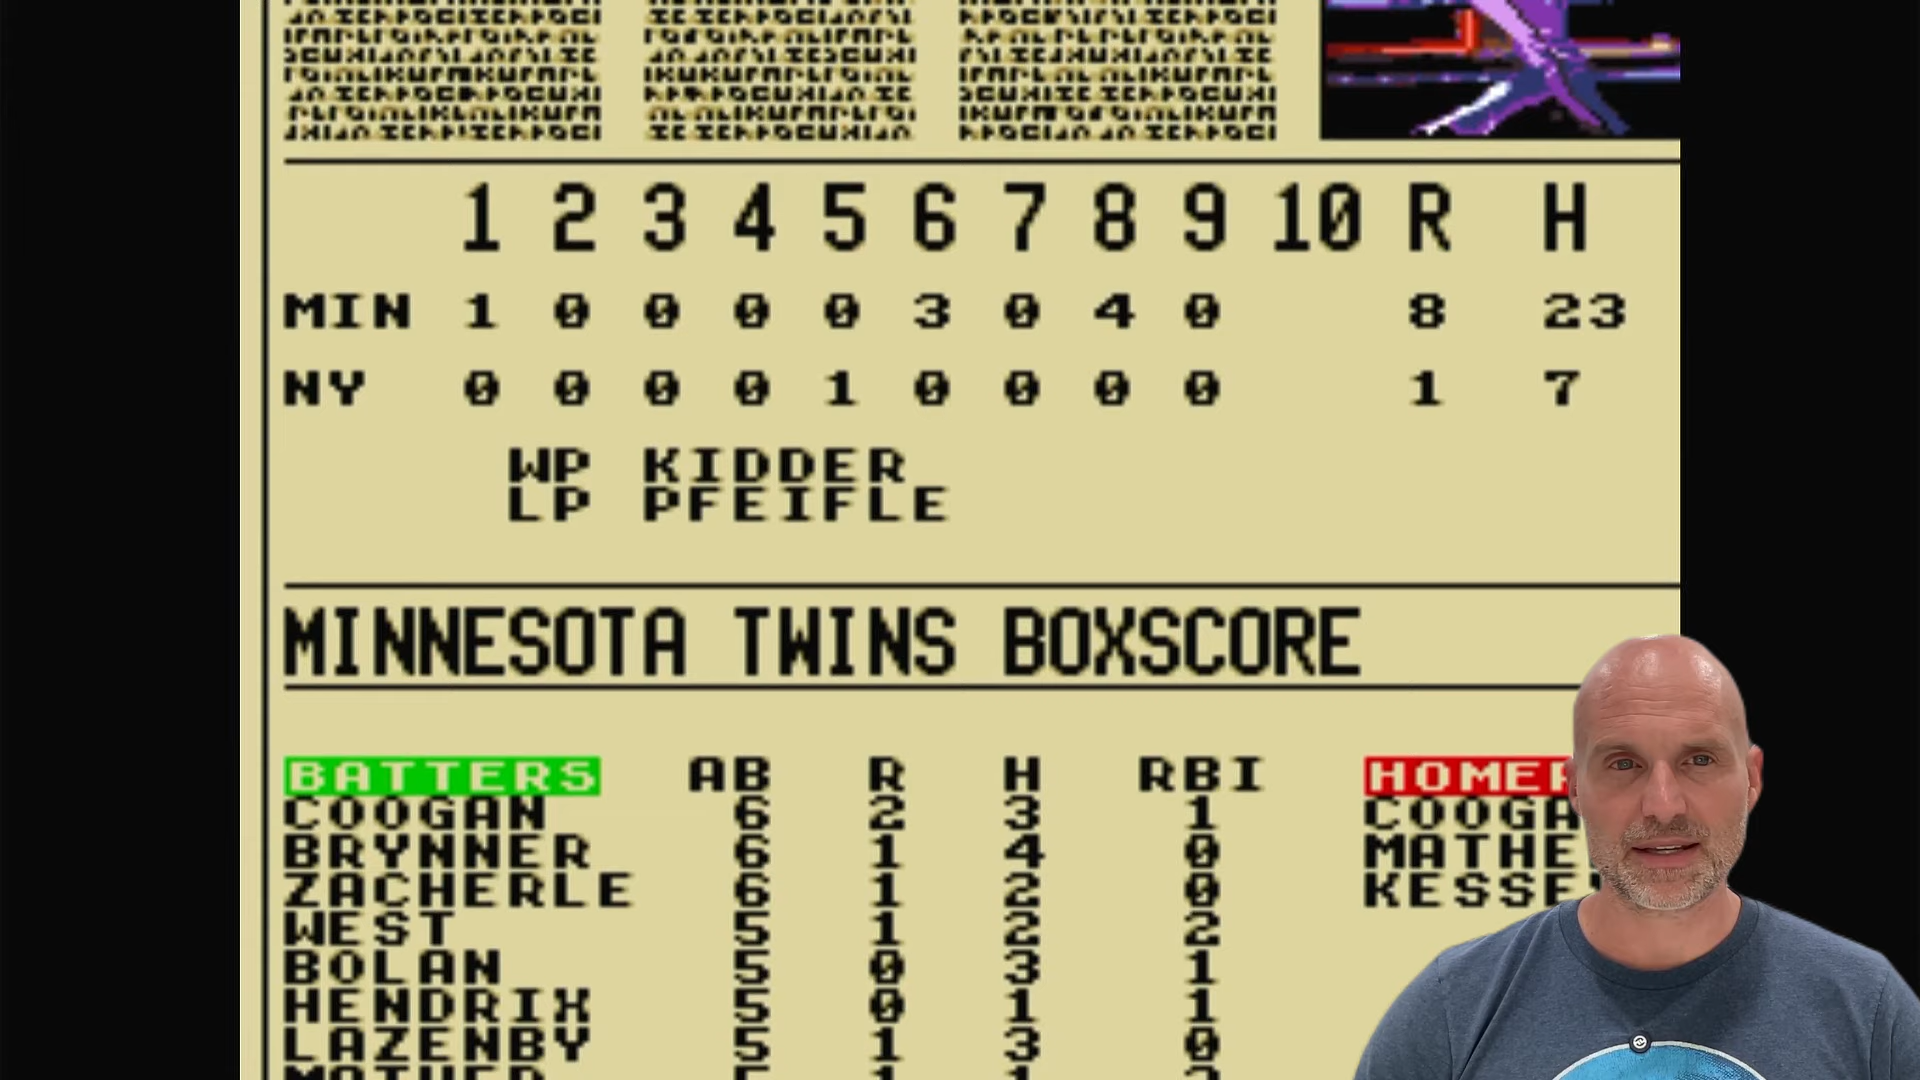 1 2 3 4 5 6 7 8 9 10 R H
MIN 1 0 0 0 0 3 0 4 0 8 23
NY 0 0 0 0 1 0 0 0 0 1 7
WP KIDDER
LP PFEIFLE
MINNESOTA TWINS BOXSCORE
BATTERS AB R H RBI
COOGAN 6 2 3 1 COOGA
BRYNNER 6 1 4 0 MATHE
ZACHERLE 6 1 2 0 KESSE
WEST 5 1 2 2
BOLAN 5 0 3 1
HENDRIX 5 0 1 1
LAZENBY 5 1 3 0